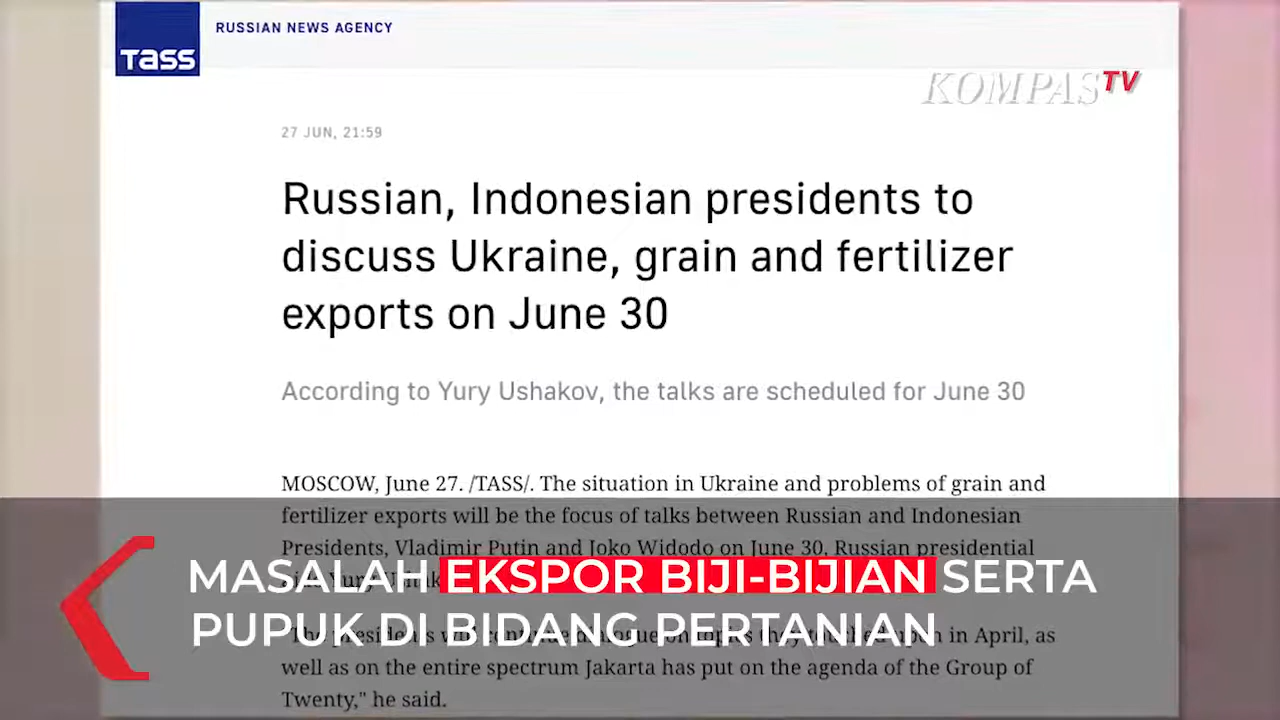 TASS
RUSSIAN NEWS AGENCY
KOMPASTV
27 JUN, 21:59
Russian, Indonesian presidents to
discuss Ukraine, grain and fertilizer
exports on June 30
According to Yury Ushakov, the talks are scheduled for June 30
MOSCOW, June 27. /TASS/. The situation in Ukraine and problems of grain and
fertilizer exports will be the focus of talks between Russian and Indonesian
Presidents, Vladimir Putin and Joko Widodo on June 30, Russian presidential
MASALAH EKSPOR BIJI-BIJIAN SERTA
PUPUK DI BIDANG PERTANIAN
in April, as
well as on the entire spectrum Jakarta has put on the agenda of the Group of
Twenty," he said.